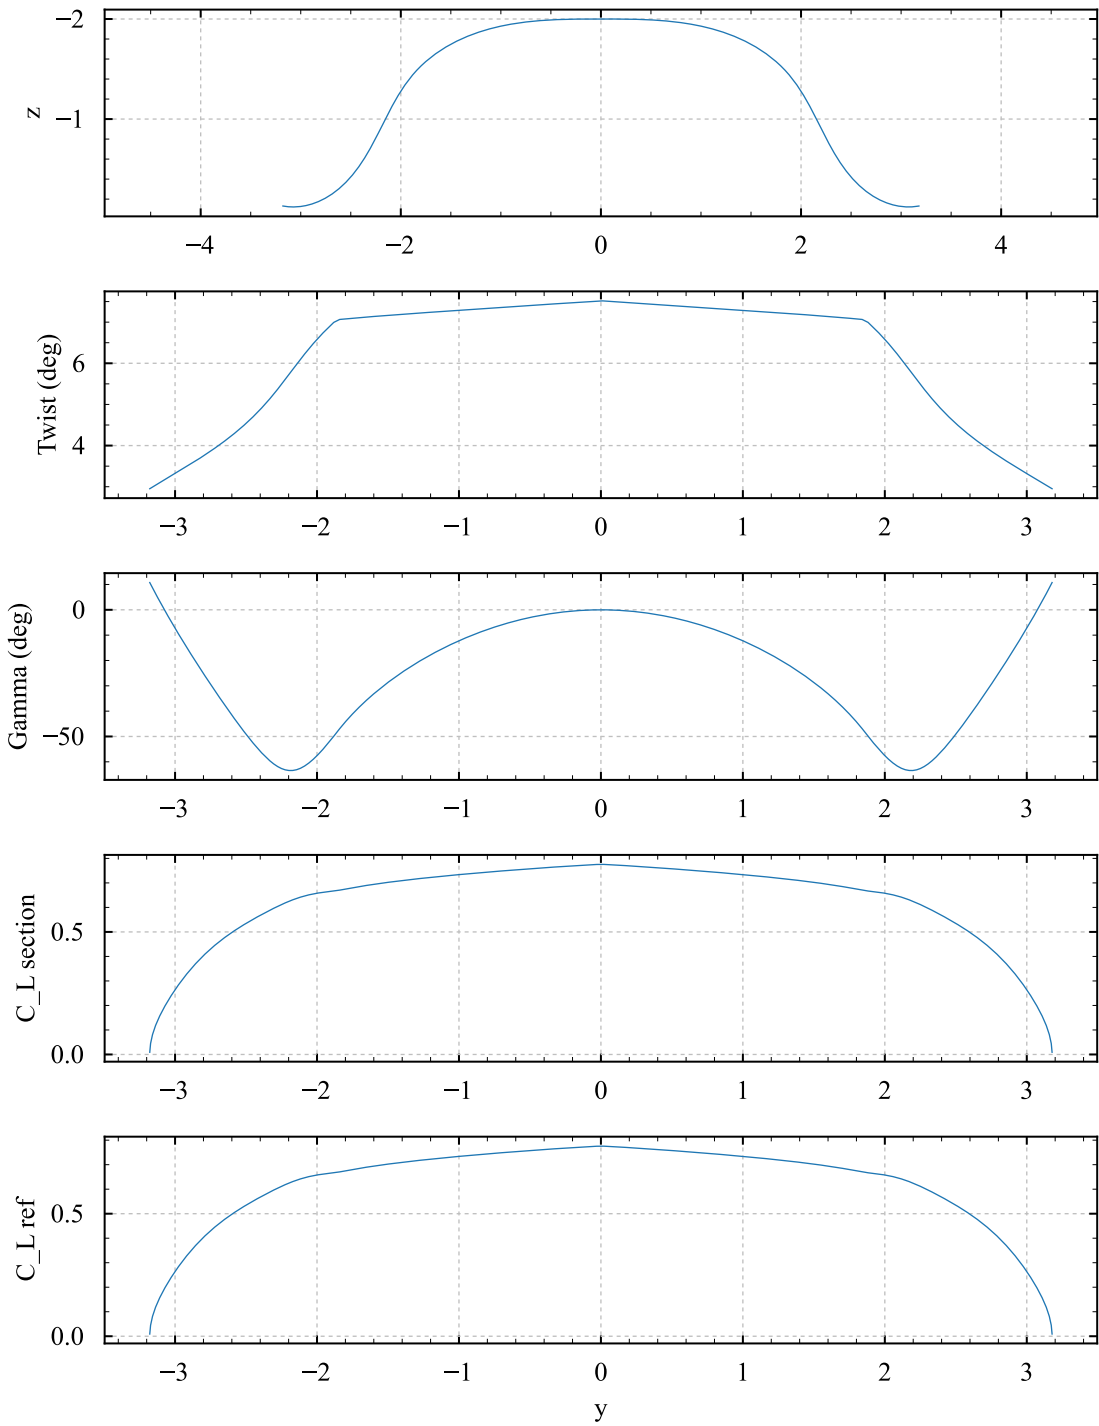 −2
−1
z
−4 −2 0 2 4
6
4
Twist (deg)
−3 −2 −1 0 1 2 3
0
−50
Gamma (deg)
−3 −2 −1 0 1 2 3
0.5
0.0
C_L section
−3 −2 −1 0 1 2 3
0.5
0.0
C_L ref
−3 −2 −1 0 1 2 3
y